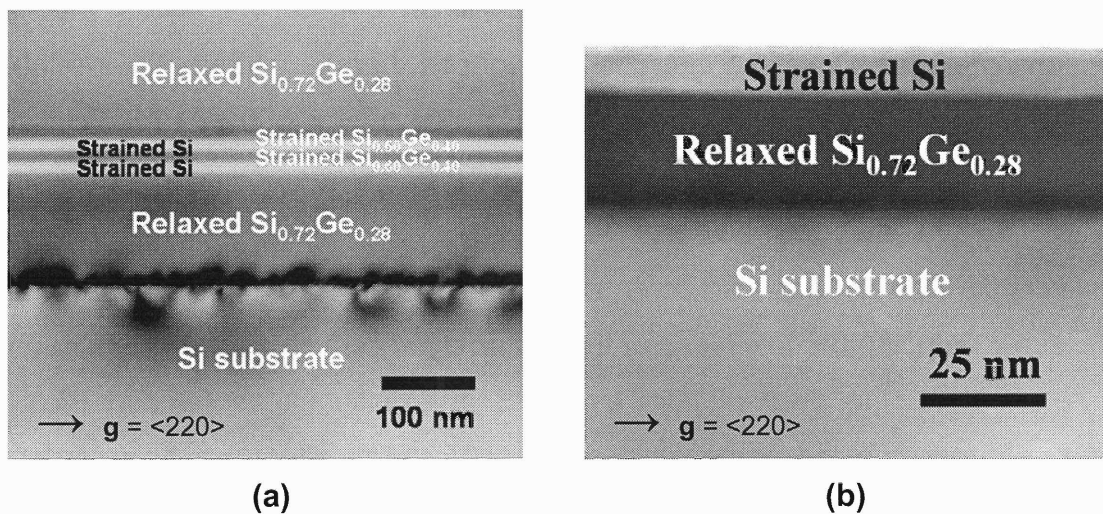 Relaxed Si0.72Ge0.28
Strained Si0.60Ge0.40
Strained Si
Strained Si0.60Ge0.40
Strained Si
Relaxed Si0.72Ge0.28
Si substrate
100 nm
→ g = <220>
(a)
Strained Si
Relaxed Si0.72Ge0.28
Si substrate
25 nm
→ g = <220>
(b)